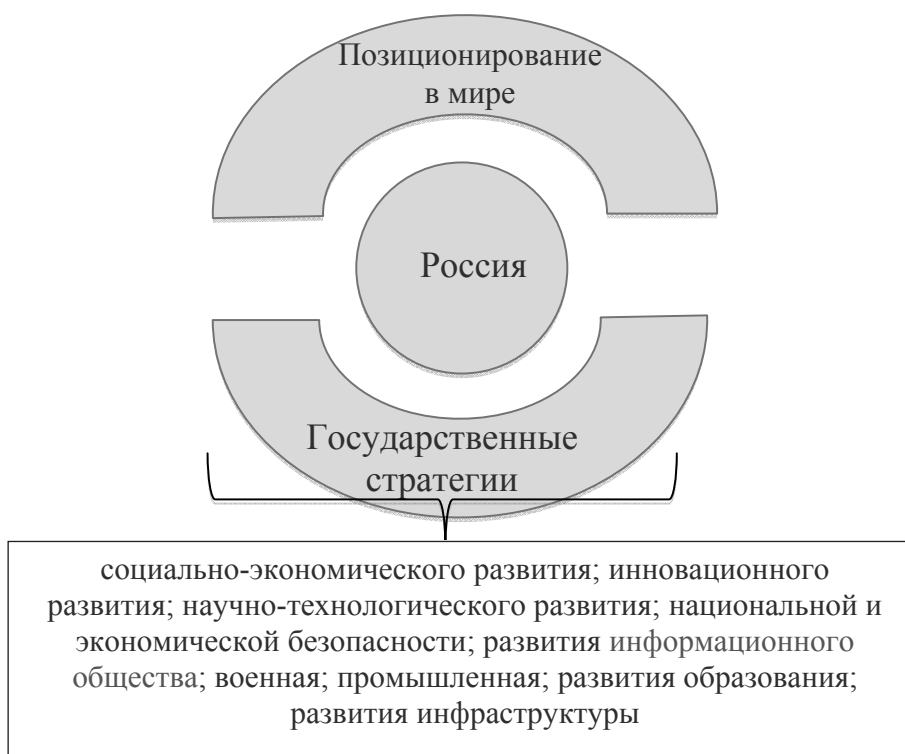 Позиционирование
в мире
Россия
Государственные
стратегии
социально-экономического развития; инновационного
развития; научно-технологического развития; национальной и
экономической безопасности; развития информационного
общества; военная; промышленная; развития образования;
развития инфраструктуры